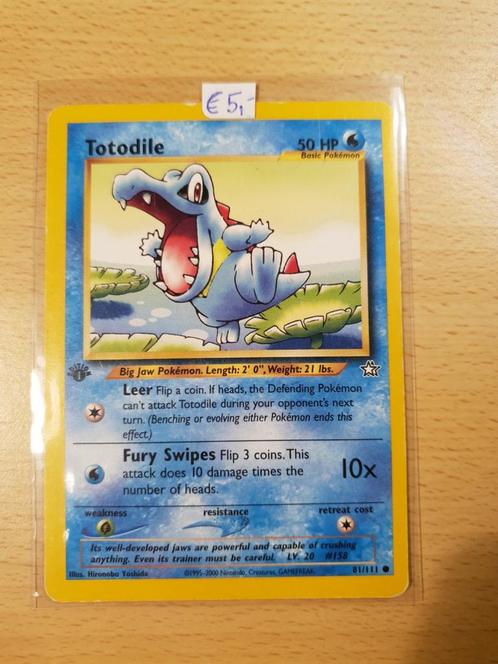 €5,-
Totodile
50 HP
Basic Pokémon
EDITION
1
Big Jaw Pokémon. Length: 2' 0", Weight: 21 lbs.
Leer Flip a coin. If heads, the Defending Pokémon
can't attack Totodile during your opponent's next
turn. (Benching or evolving either Pokémon ends this
effect.)
Fury Swipes Flip 3 coins. This
attack does 10 damage times the
number of heads.
10x
weakness
resistance
retreat cost
Its well-developed jaws are powerful and capable of crushing
anything. Even its trainer must be careful. LV. 20 #158
Illus. Hironobu Yoshida
©1995-2000 Nintendo, Creatures, GAMEFREAK.
81/111